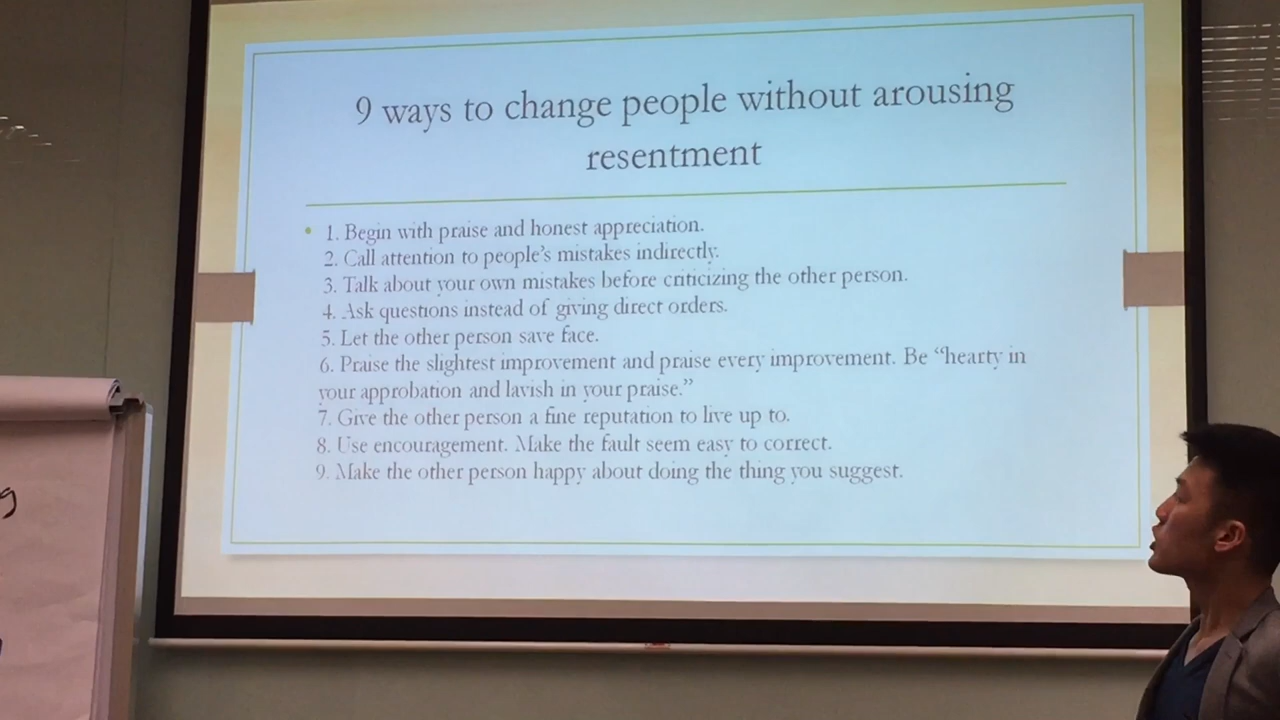 9 ways to change people without arousing
resentment
• 1. Begin with praise and honest appreciation.
2. Call attention to people’s mistakes indirectly.
3. Talk about your own mistakes before criticizing the other person.
4. Ask questions instead of giving direct orders.
5. Let the other person save face.
6. Praise the slightest improvement and praise every improvement. Be “hearty in
your approbation and lavish in your praise.”
7. Give the other person a fine reputation to live up to.
8. Use encouragement. Make the fault seem easy to correct.
9. Make the other person happy about doing the thing you suggest.